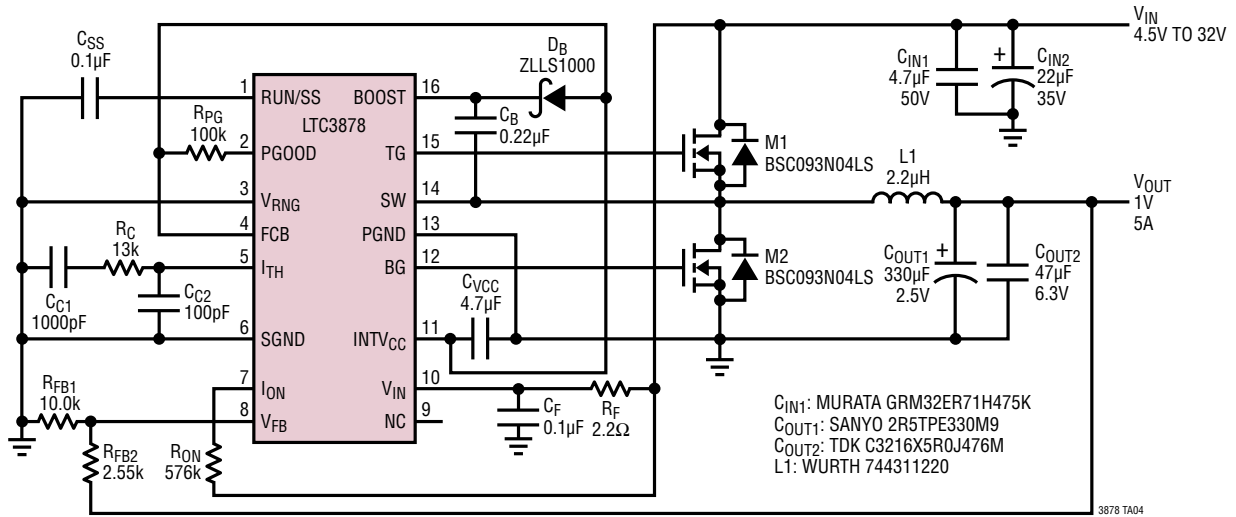 V_IN
4.5V TO 32V
C_SS
0.1µF
D_B
ZLLS1000
C_IN1
4.7µF
50V
+
C_IN2
22µF
35V
1
RUN/SS
BOOST
16
LTC3878
R_PG
100k
C_B
0.22µF
2
PGOOD
TG
15
M1
BSC093N04LS
3
V_RNG
SW
14
L1
2.2µH
V_OUT
1V
5A
4
FCB
PGND
13
R_C
13k
5
I_TH
BG
12
M2
BSC093N04LS
C_OUT1
330µF
2.5V
+
C_OUT2
47µF
6.3V
C_C1
1000pF
C_C2
100pF
C_VCC
4.7µF
6
SGND
INTV_CC
11
7
I_ON
V_IN
10
R_FB1
10.0k
8
V_FB
NC
9
C_F
0.1µF
R_F
2.2Ω
R_FB2
2.55k
R_ON
576k
C_IN1: MURATA GRM32ER71H475K
C_OUT1: SANYO 2R5TPE330M9
C_OUT2: TDK C3216X5R0J476M
L1: WURTH 744311220
3878 TA04